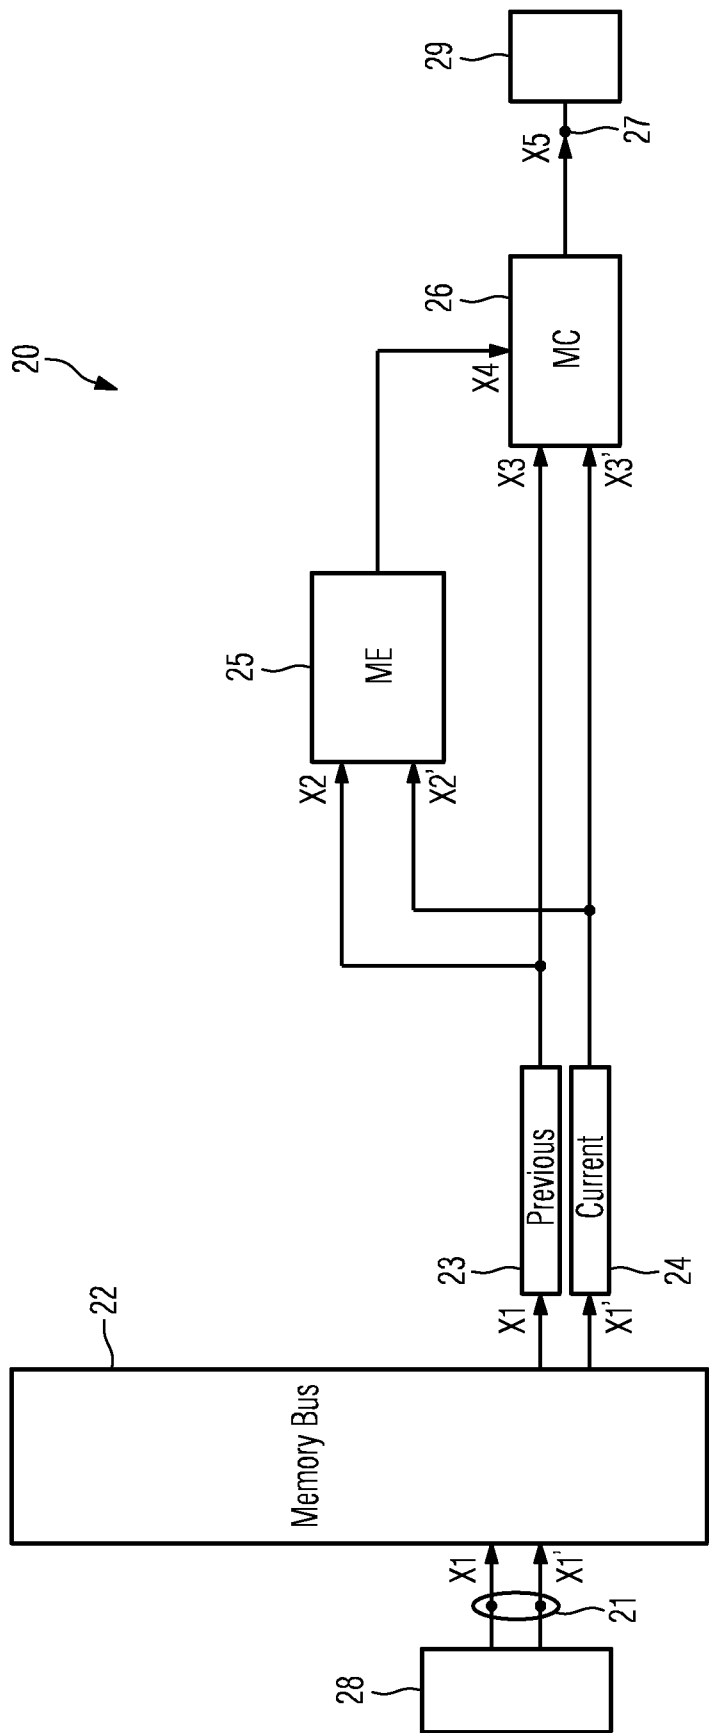 20
28
21
X1
X1'
Memory Bus
22
X1
X1'
23
Previous
24
Current
X2
X2'
25
ME
X3
X3'
X4
26
MC
X5
27
29